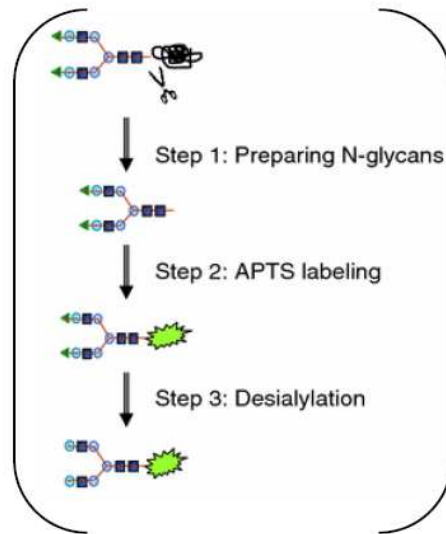 Step 1: Preparing N-glycans
Step 2: APTS labeling
Step 3: Desialylation